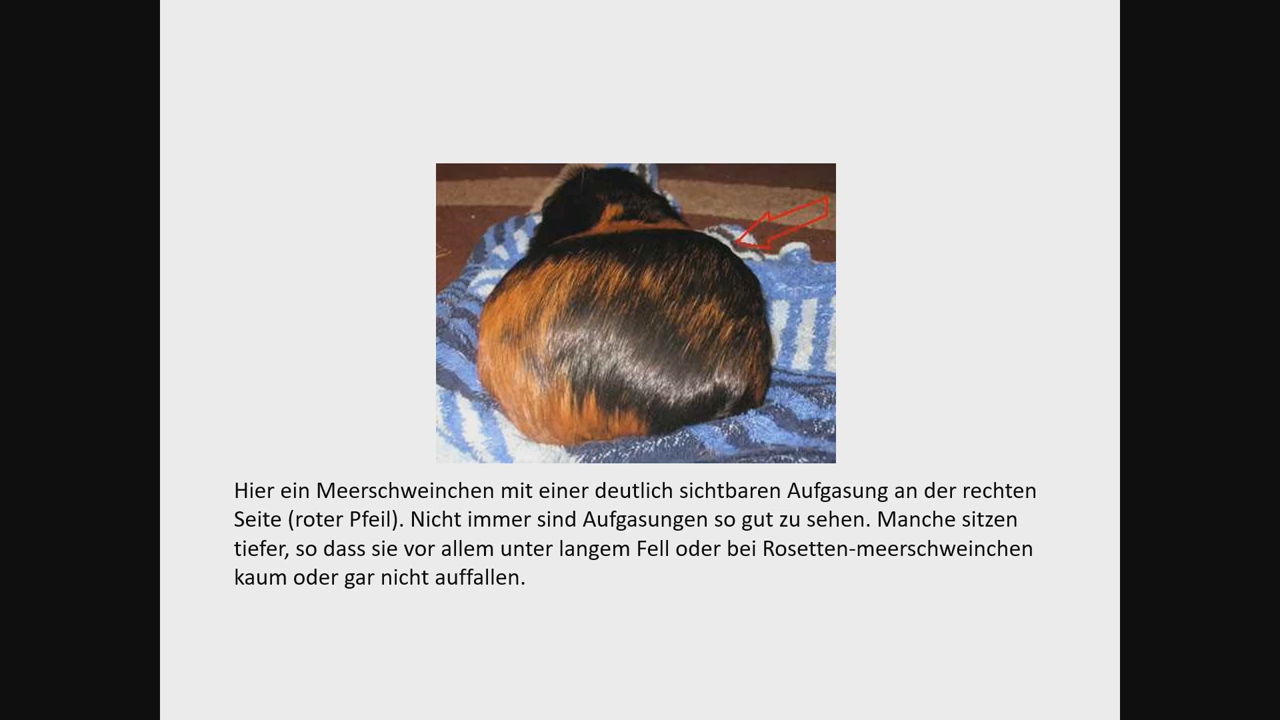 Hier ein Meerschweinchen mit einer deutlich sichtbaren Aufgasung an der rechten
Seite (roter Pfeil). Nicht immer sind Aufgasungen so gut zu sehen. Manche sitzen
tiefer, so dass sie vor allem unter langem Fell oder bei Rosetten-meerschweinchen
kaum oder gar nicht auffallen.